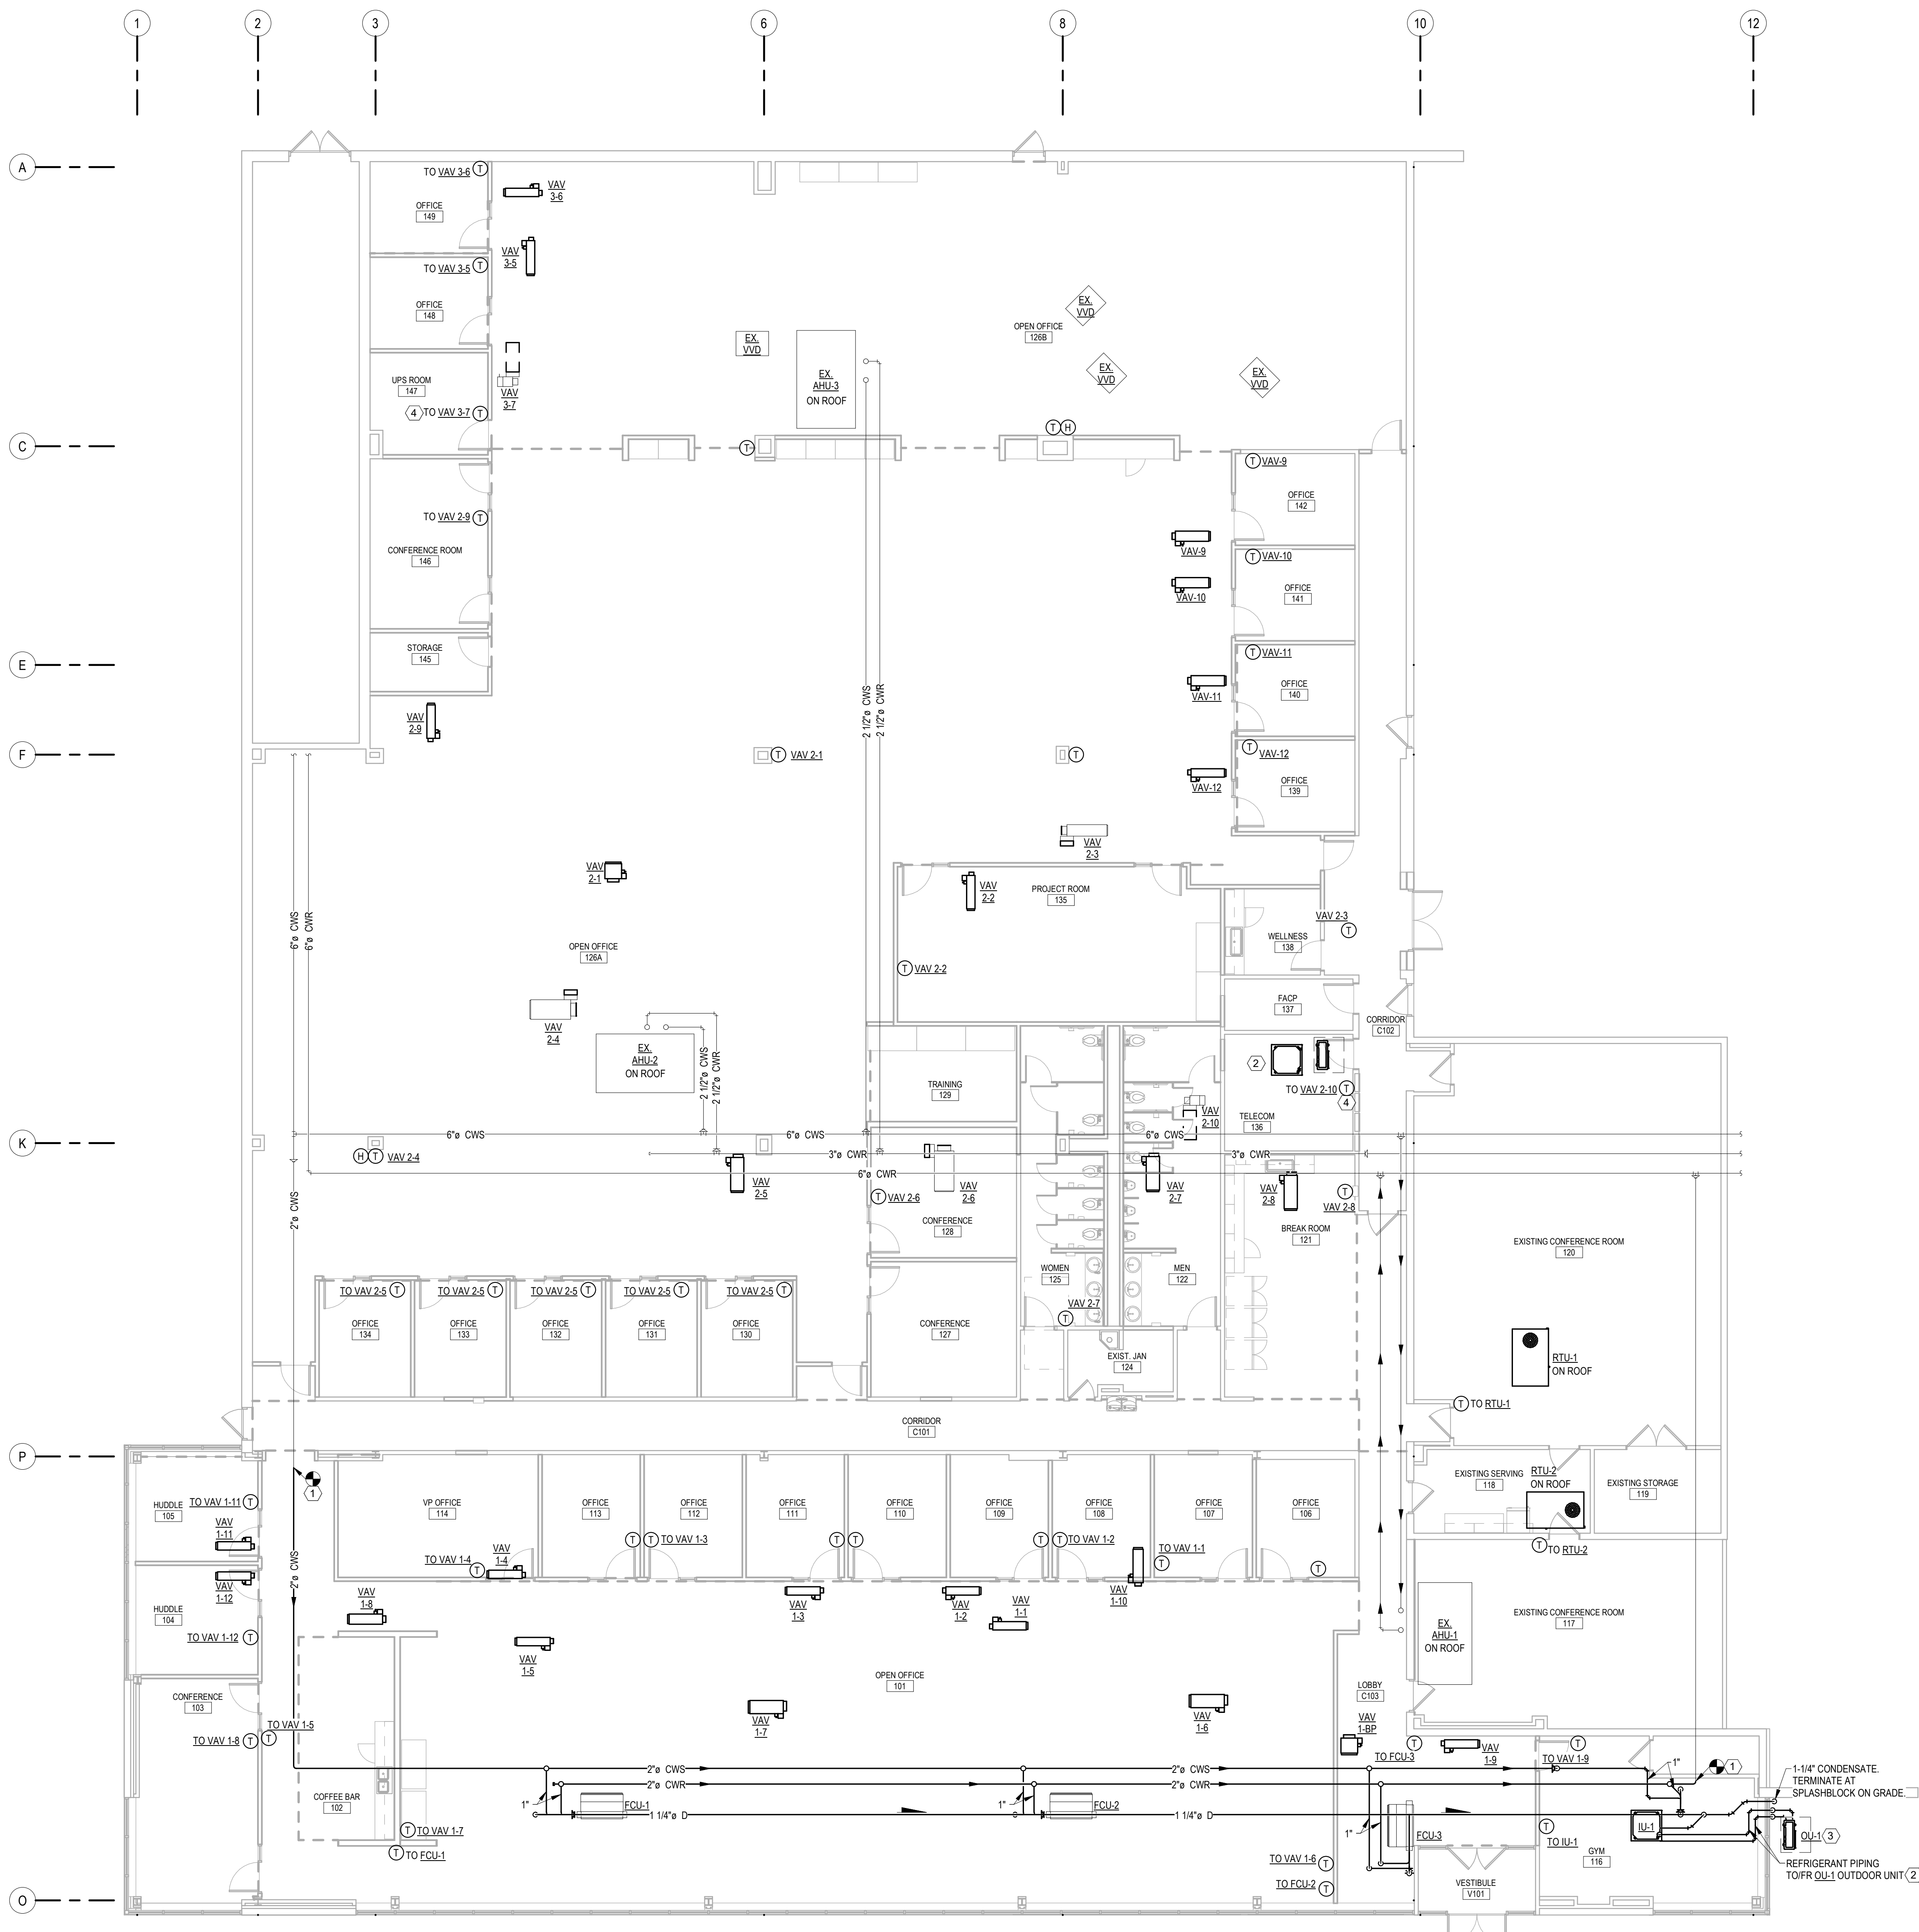 1
2
3
6
8
10
12
A
C
E
F
K
P
O
TO VAV 3-6 T
VAV
3-6
OFFICE
149
VAV
3-5
TO VAV 3-5 T
OFFICE
148
EX.
VVD
OPEN OFFICE
126B
EX.
VVD
EX.
AHU-3
ON ROOF
EX.
VVD
EX.
VVD
UPS ROOM
147
VAV
3-7
4 TO VAV 3-7 T
T
T H
T VAV-9
OFFICE
142
TO VAV 2-9 T
CONFERENCE ROOM
146
VAV-9
T VAV-10
VAV-10
OFFICE
141
STORAGE
145
T VAV-11
VAV-11
OFFICE
140
VAV
2-9
2 1/2"ø CWS
2 1/2"ø CWR
T VAV 2-1
T
T
VAV-12
VAV-12
OFFICE
139
VAV
2-3
VAV
2-1
VAV
2-2
PROJECT ROOM
135
6"ø CWS
6"ø CWR
VAV 2-3
T
WELLNESS
138
OPEN OFFICE
126A
T VAV 2-2
FACP
137
CORRIDOR
C102
VAV
2-4
EX.
AHU-2
ON ROOF
2 1/2"ø CWS
2 1/2"ø CWR
2
TO VAV 2-10 T
4
TRAINING
129
VAV
2-10
TELECOM
136
6"ø CWS
6"ø CWS
6"ø CWS
H T VAV 2-4
3"ø CWR
3"ø CWR
6"ø CWR
VAV
2-5
T VAV 2-6
VAV
2-6
VAV
2-7
VAV
2-8
T
VAV 2-8
2"ø CWS
CONFERENCE
128
BREAK ROOM
121
EXISTING CONFERENCE ROOM
120
WOMEN
125
MEN
122
TO VAV 2-5 T
TO VAV 2-5 T
TO VAV 2-5 T
TO VAV 2-5 T
TO VAV 2-5 T
VAV 2-7
T
OFFICE
134
OFFICE
133
OFFICE
132
OFFICE
131
OFFICE
130
CONFERENCE
127
EXIST. JAN
124
RTU-1
ON ROOF
T TO RTU-1
CORRIDOR
C101
1
HUDDLE
105
TO VAV 1-11 T
VAV
1-11
VP OFFICE
114
OFFICE
113
OFFICE
112
OFFICE
111
OFFICE
110
OFFICE
109
OFFICE
108
OFFICE
107
OFFICE
106
EXISTING SERVING
118
RTU-2
ON ROOF
EXISTING STORAGE
119
T
T TO VAV 1-3
T
T
T
T TO VAV 1-2
TO VAV 1-1
T
T
T
TO RTU-2
TO VAV 1-4 T
VAV
1-4
2"ø CWS
VAV
1-12
HUDDLE
104
TO VAV 1-12 T
VAV
1-8
VAV
1-5
VAV
1-3
VAV
1-2
VAV
1-1
VAV
1-10
EXISTING CONFERENCE ROOM
117
EX.
AHU-1
ON ROOF
OPEN OFFICE
101
LOBBY
C103
CONFERENCE
103
TO VAV 1-5
T
TO VAV 1-8 T
VAV
1-7
VAV
1-6
VAV
1-BP
T
TO FCU-3
VAV
1-9
T
TO VAV 1-9
1"
1
1-1/4" CONDENSATE.
TERMINATE AT
SPLASHBLOCK ON GRADE.
2"ø CWS
2"ø CWS
2"ø CWR
2"ø CWR
COFFEE BAR
102
1"
FCU-1
1 1/4"ø D
1"
FCU-2
1 1/4"ø D
1"
FCU-3
T
TO IU-1
IU-1
OU-1 3
T TO VAV 1-7
T TO FCU-1
GYM
116
REFRIGERANT PIPING
TO/FR OU-1 OUTDOOR UNIT 2
TO VAV 1-6 T
TO FCU-2 T
VESTIBULE
V101